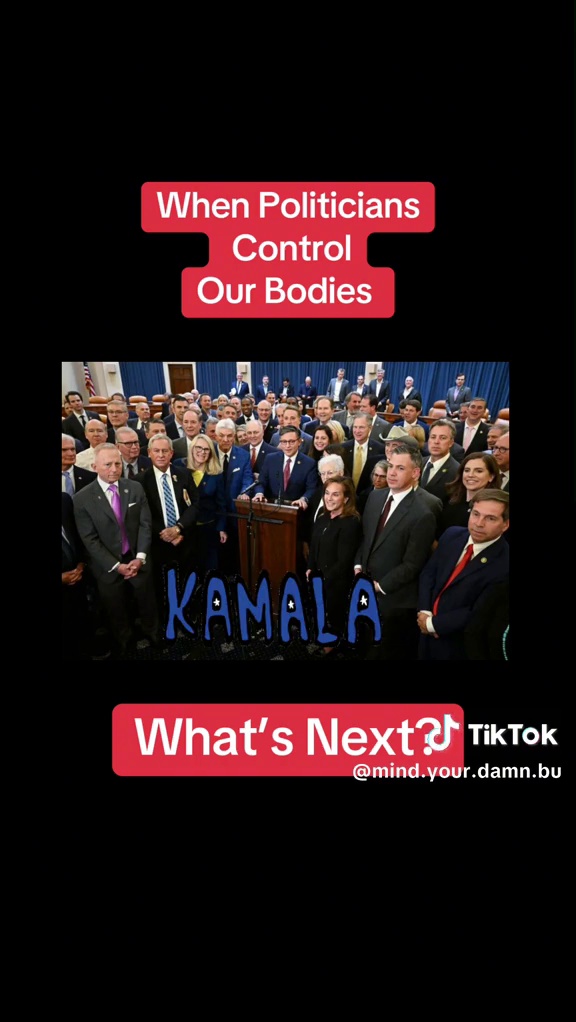 When Politicians
Control
Our Bodies
KAMALA
What's Next?
TikTok
@mind.your.damn.bu